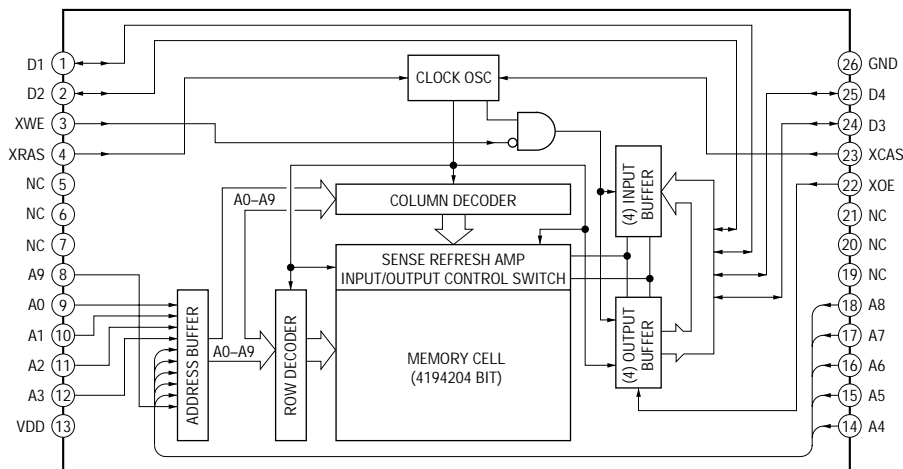 D1 1
D2 2
XWE 3
XRAS 4
NC 5
NC 6
NC 7
A9 8
A0 9
A1 10
A2 11
A3 12
VDD 13
CLOCK OSC
A0–A9
COLUMN DECODER
SENSE REFRESH AMP
INPUT/OUTPUT CONTROL SWITCH
MEMORY CELL
(4194204 BIT)
ADDRESS BUFFER
A0–A9
ROW DECODER
(4) INPUT
BUFFER
(4) OUTPUT
BUFFER
26 GND
25 D4
24 D3
23 XCAS
22 XOE
21 NC
20 NC
19 NC
18 A8
17 A7
16 A6
15 A5
14 A4